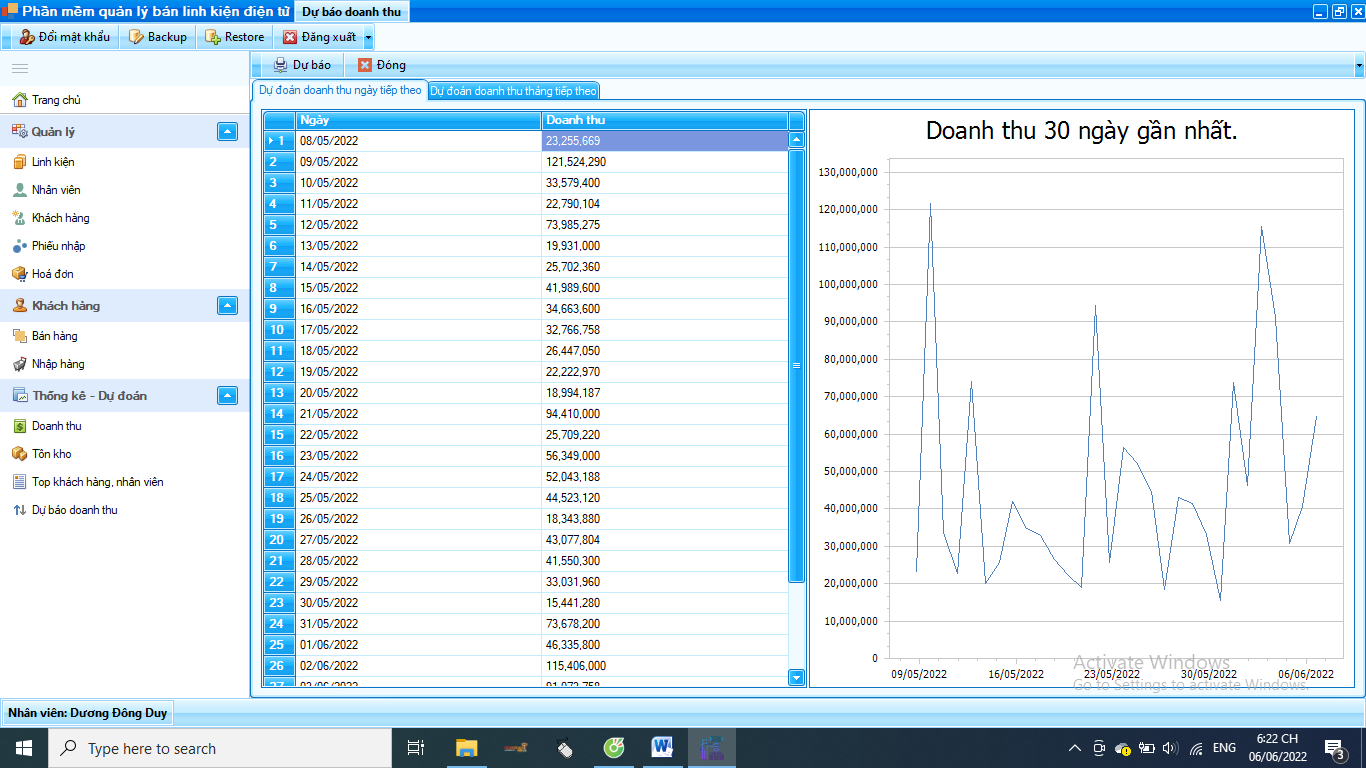 Phần mềm quản lý bán linh kiện điện tử Dự báo doanh thu
Đổi mật khẩu Backup Restore Đăng xuất
Dự báo Đóng
Dự đoán doanh thu ngày tiếp theo Dự đoán doanh thu tháng tiếp theo
Trang chủ
Quản lý
Linh kiện
Nhân viên
Khách hàng
Phiếu nhập
Hoá đơn
Khách hàng
Bán hàng
Nhập hàng
Thống kê - Dự đoán
Doanh thu
Tồn kho
Top khách hàng, nhân viên
Dự báo doanh thu
Ngày Doanh thu
1 08/05/2022 23,255,669
2 09/05/2022 121,524,290
3 10/05/2022 33,579,400
4 11/05/2022 22,790,104
5 12/05/2022 73,985,275
6 13/05/2022 19,931,000
7 14/05/2022 25,702,360
8 15/05/2022 41,989,600
9 16/05/2022 34,663,600
10 17/05/2022 32,766,758
11 18/05/2022 26,447,050
12 19/05/2022 22,222,970
13 20/05/2022 18,994,187
14 21/05/2022 94,410,000
15 22/05/2022 25,709,220
16 23/05/2022 56,349,000
17 24/05/2022 52,043,188
18 25/05/2022 44,523,120
19 26/05/2022 18,343,880
20 27/05/2022 43,077,804
21 28/05/2022 41,550,300
22 29/05/2022 33,031,960
23 30/05/2022 15,441,280
24 31/05/2022 73,678,200
25 01/06/2022 46,335,800
26 02/06/2022 115,406,000
Doanh thu 30 ngày gần nhất.
130,000,000
120,000,000
110,000,000
100,000,000
90,000,000
80,000,000
70,000,000
60,000,000
50,000,000
40,000,000
30,000,000
20,000,000
10,000,000
0
09/05/2022 16/05/2022 23/05/2022 30/05/2022 06/06/2022
Activate Windows
Go to Settings to activate Windows.
Nhân viên: Dương Đông Duy
Type here to search
ENG
6:22 CH
06/06/2022
3